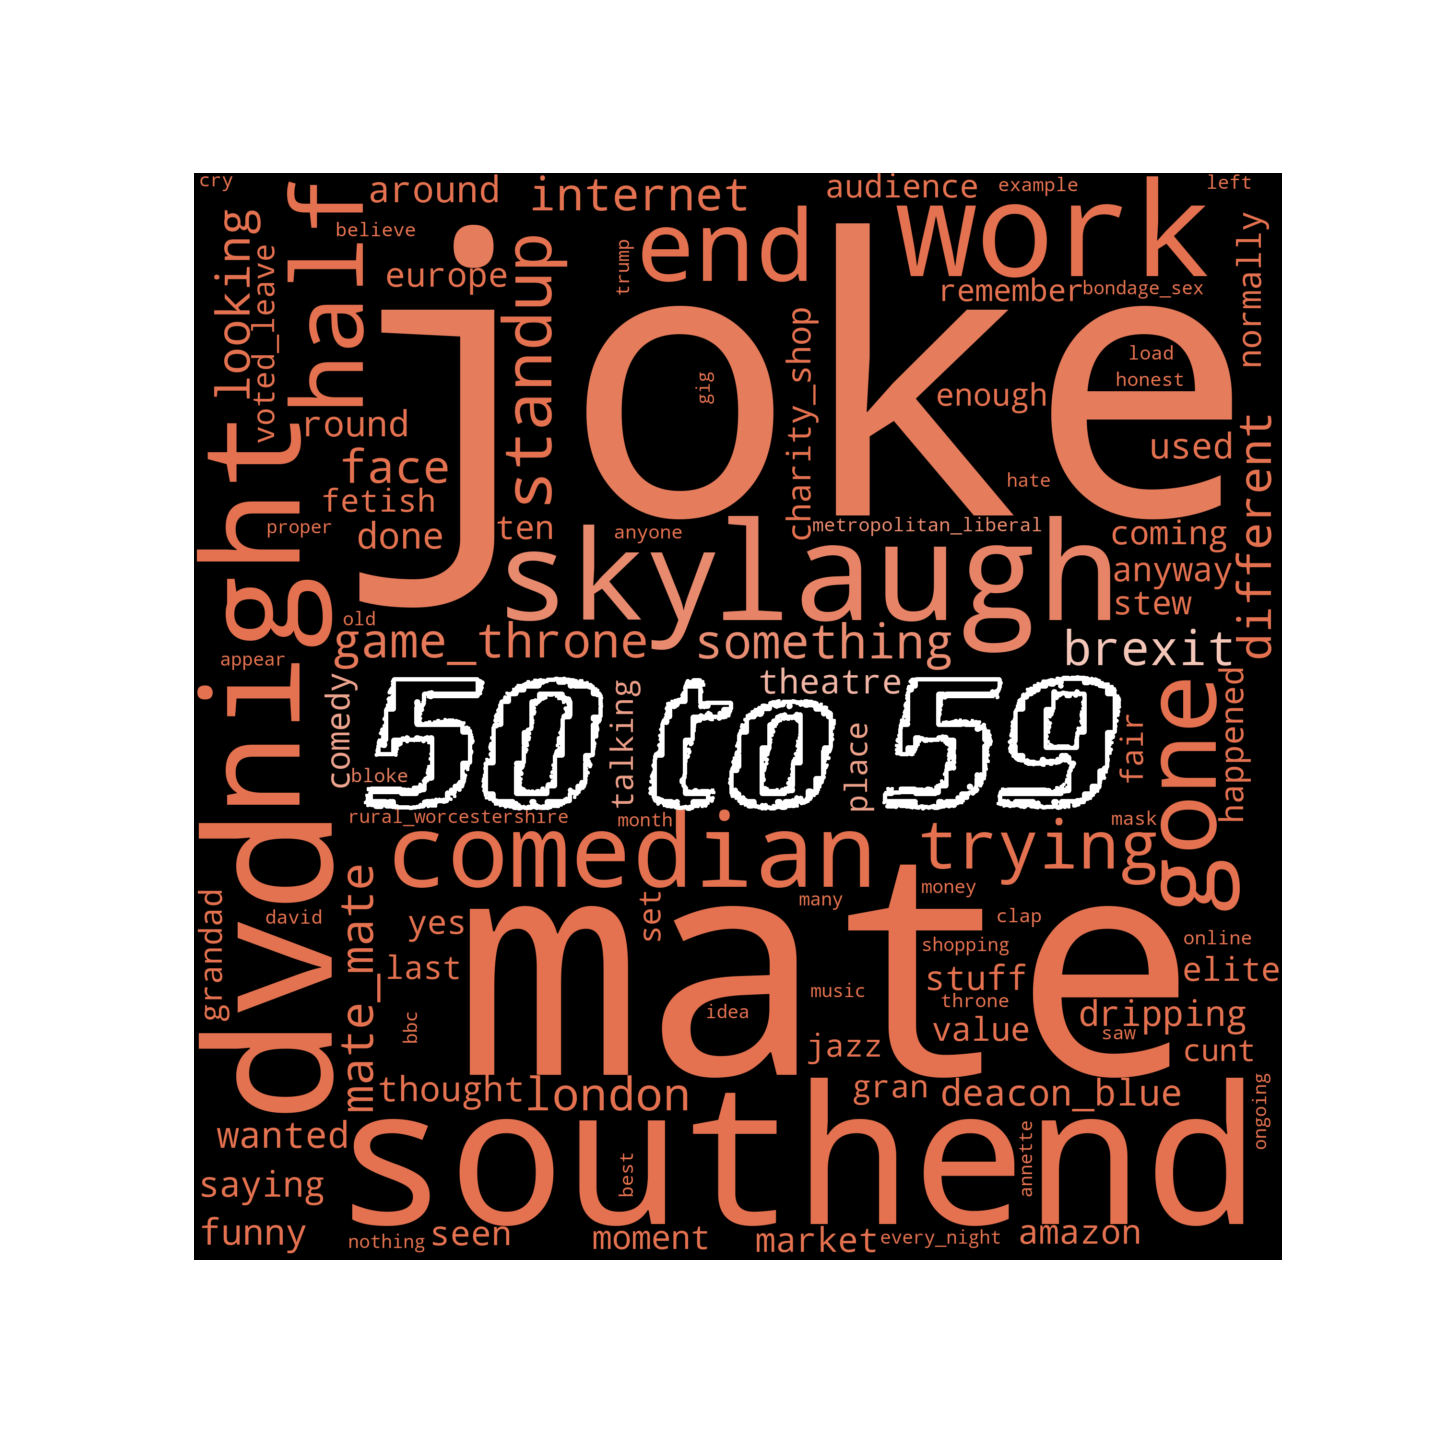 cry
around
internet
audience
example
left
believe
looking
half
voted_leave
europe
standup
trump
end
work
remember
bondage_sex
normally
joke
gig
charity_shop
load
honest
enough
round
face
fetish
used
hate
different
proper
done
ten
anyone
metropolitan_liberal
coming
skylaugh
anyway
stew
old
game_throne
something
brexit
night
appear
theatre
comedy
50 to 59
talking
place
fair
happened
gone
bloke
rural_worcestershire
month
mask
dvd
comedian
trying
mate_mate
grandad
david
yes
set
many
money
clap
mate
shopping
online
last
stuff
elite
music
throne
idea
bbc
value
dripping
saw
jazz
cunt
thought
london
gran
deacon_blue
ongoing
wanted
southend
best
annette
saying
funny
nothing
seen
moment
market
every_night
amazon